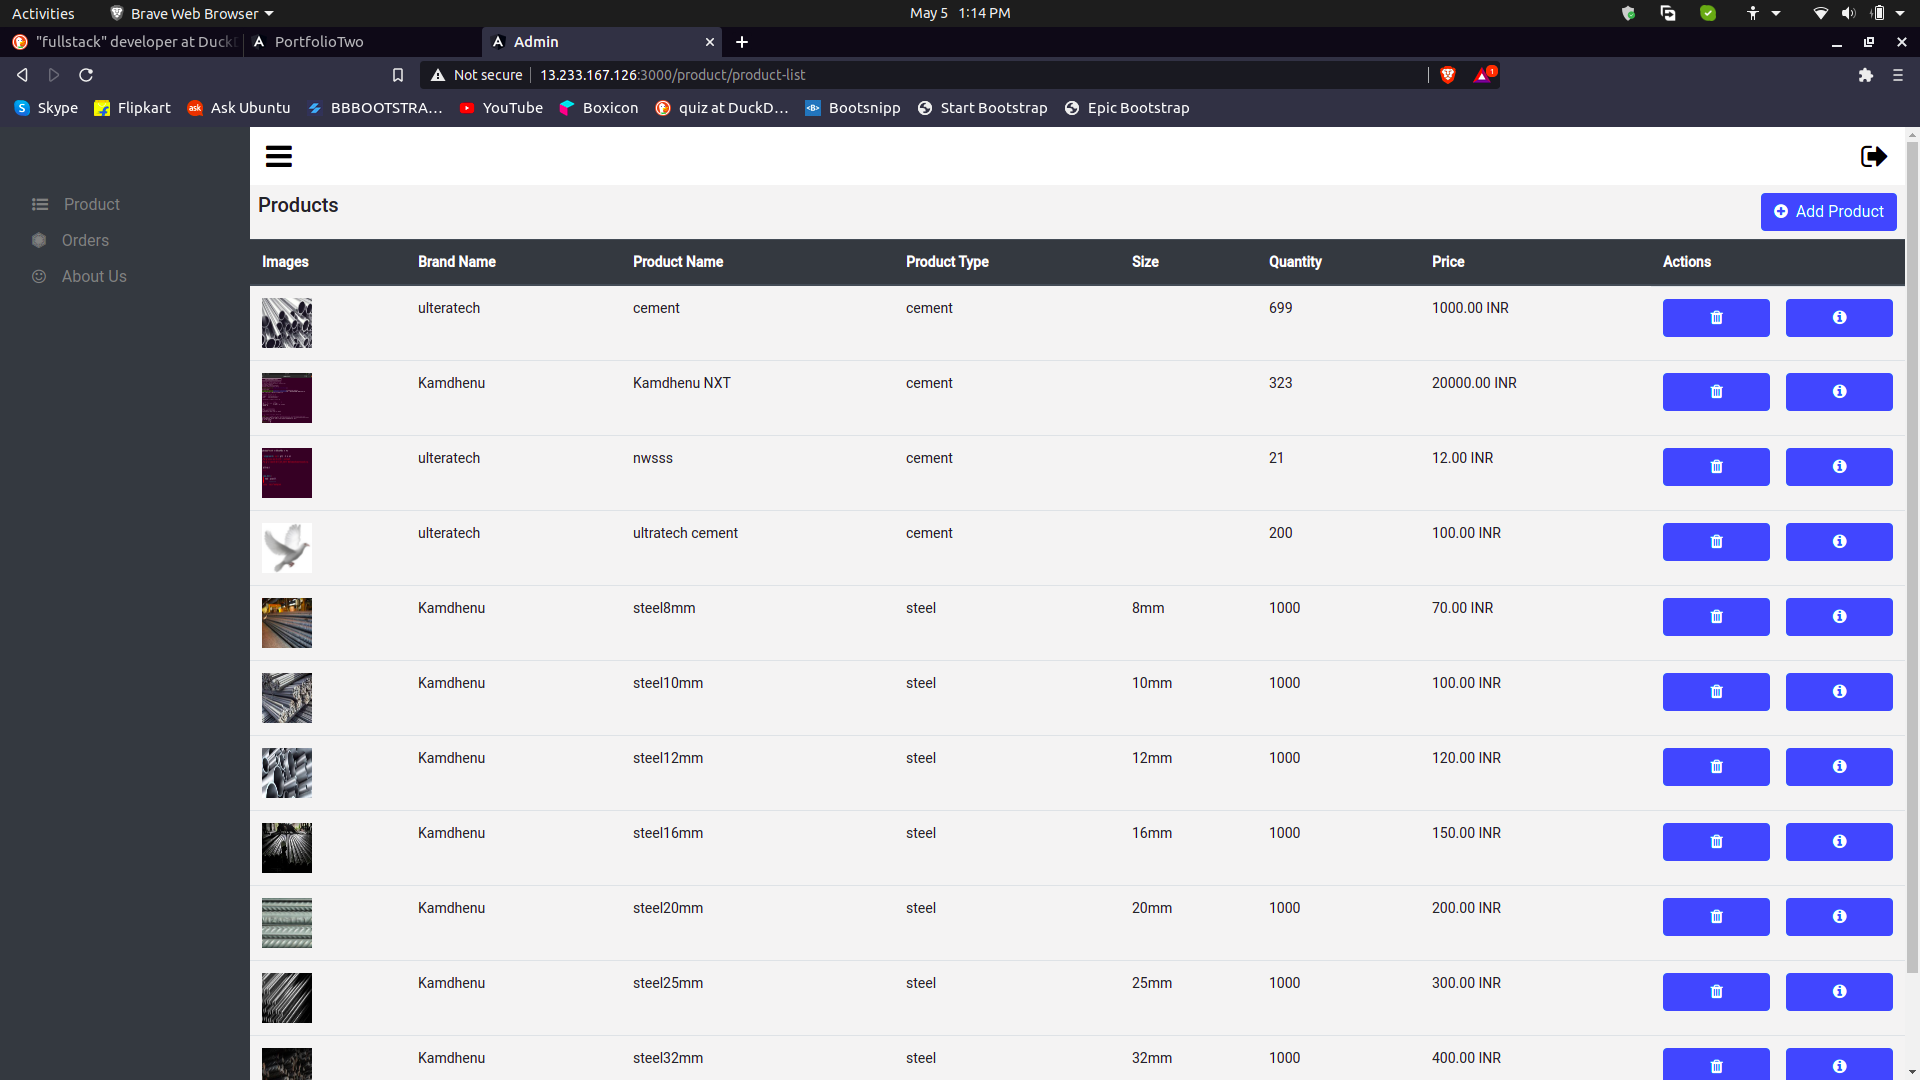 Activities Brave Web Browser May 5 1:14 PM
"fullstack" developer at DuckD PortfolioTwo Admin
Not secure 13.233.167.126:3000/product/product-list 1
Skype Flipkart Ask Ubuntu BBBOOTSTRA… YouTube Boxicon quiz at DuckD… Bootsnipp Start Bootstrap Epic Bootstrap
Product
Orders
About Us
Products Add Product
Images Brand Name Product Name Product Type Size Quantity Price Actions
ulteratech cement cement 699 1000.00 INR
Kamdhenu Kamdhenu NXT cement 323 20000.00 INR
ulteratech nwsss cement 21 12.00 INR
ulteratech ultratech cement cement 200 100.00 INR
Kamdhenu steel8mm steel 8mm 1000 70.00 INR
Kamdhenu steel10mm steel 10mm 1000 100.00 INR
Kamdhenu steel12mm steel 12mm 1000 120.00 INR
Kamdhenu steel16mm steel 16mm 1000 150.00 INR
Kamdhenu steel20mm steel 20mm 1000 200.00 INR
Kamdhenu steel25mm steel 25mm 1000 300.00 INR
Kamdhenu steel32mm steel 32mm 1000 400.00 INR